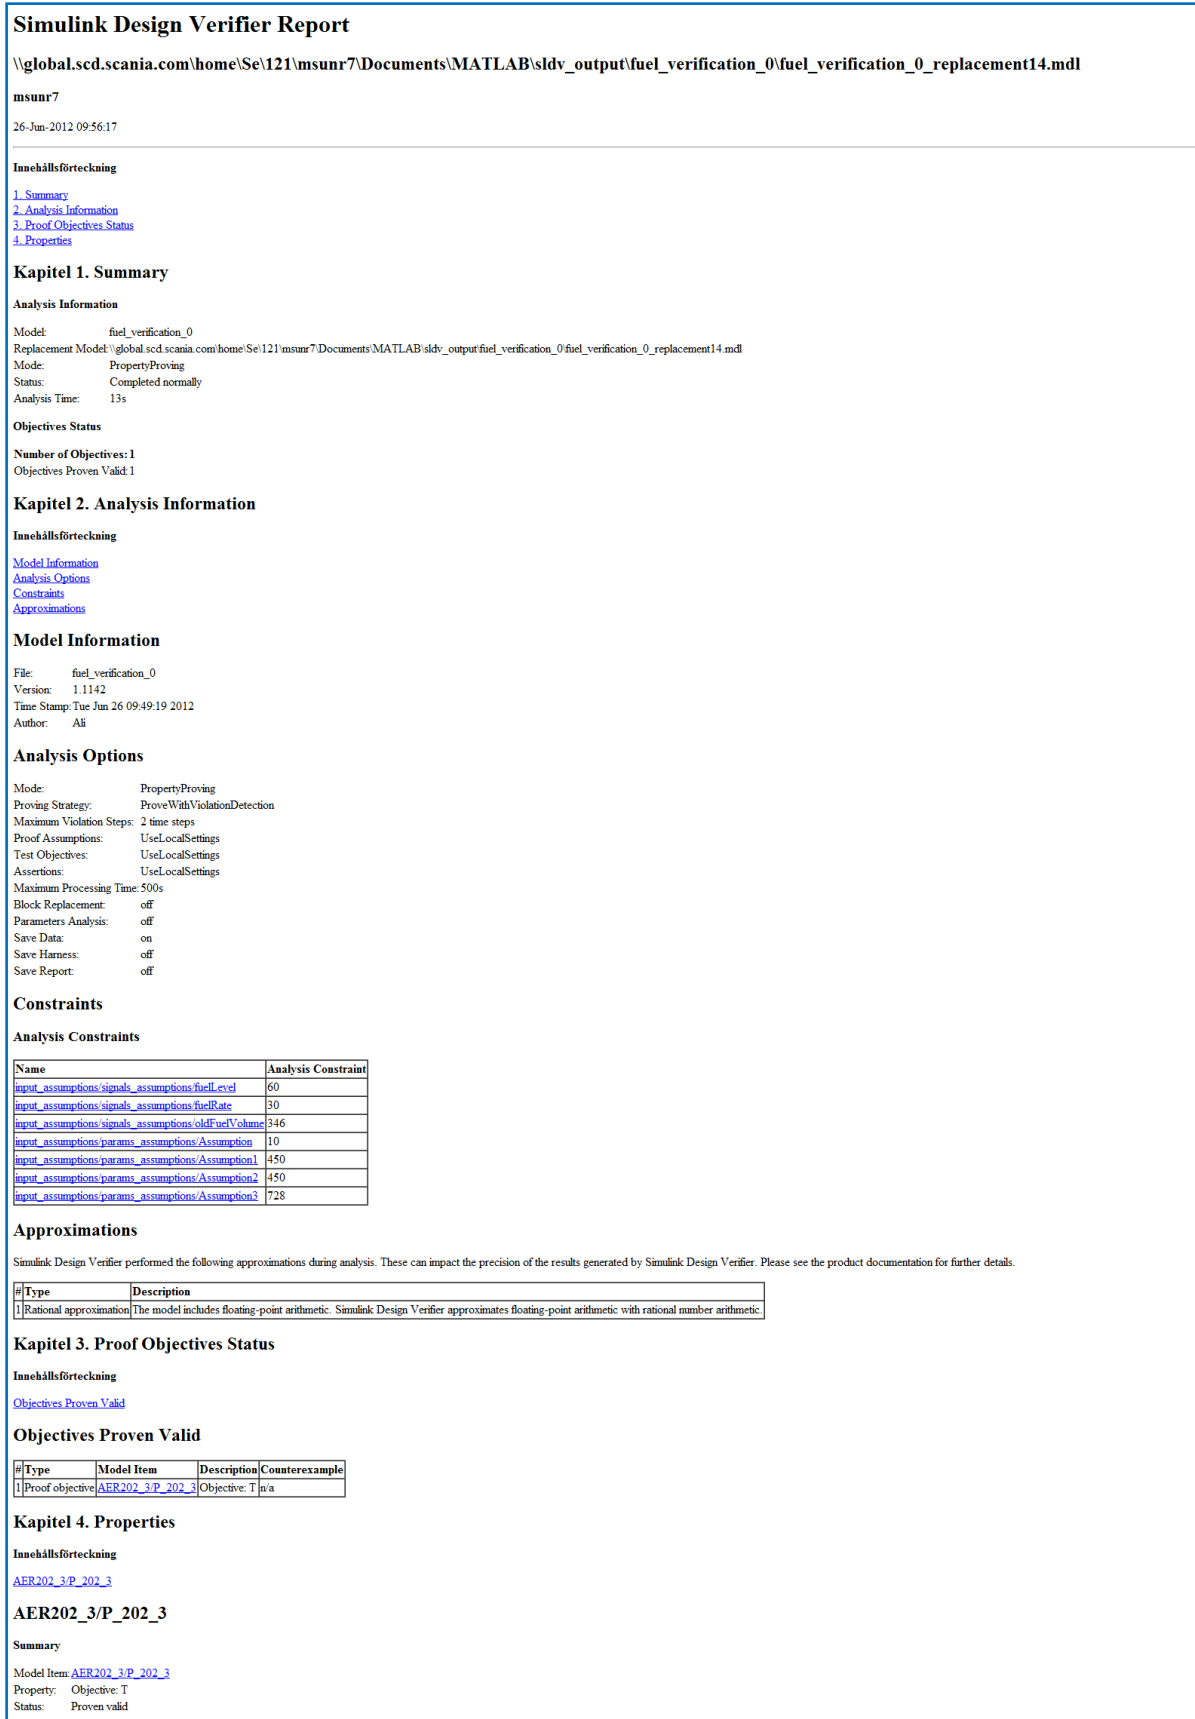 Simulink Design Verifier Report
\\global.scd.scania.com\home\Se\121\msunr7\Documents\MATLAB\sldv_output\fuel_verification_0\fuel_verification_0_replacement14.mdl
msunr7
26-Jun-2012 09:56:17
Innehållsförteckning
1. Summary
2. Analysis Information
3. Proof Objectives Status
4. Properties
Kapitel 1. Summary
Analysis Information
Model: fuel_verification_0
Replacement Model: \\global.scd.scania.com\home\Se\121\msunr7\Documents\MATLAB\sldv_output\fuel_verification_0\fuel_verification_0_replacement14.mdl
Mode: PropertyProving
Status: Completed normally
Analysis Time: 13s
Objectives Status
Number of Objectives: 1
Objectives Proven Valid: 1
Kapitel 2. Analysis Information
Innehållsförteckning
Model Information
Analysis Options
Constraints
Approximations
Model Information
File: fuel_verification_0
Version: 1.1142
Time Stamp: Tue Jun 26 09:49:19 2012
Author: Ali
Analysis Options
Mode: PropertyProving
Proving Strategy: ProveWithViolationDetection
Maximum Violation Steps: 2 time steps
Proof Assumptions: UseLocalSettings
Test Objectives: UseLocalSettings
Assertions: UseLocalSettings
Maximum Processing Time: 500s
Block Replacement: off
Parameters Analysis: off
Save Data: on
Save Harness: off
Save Report: off
Constraints
Analysis Constraints
Name Analysis Constraint
input_assumptions/signals_assumptions/fuelLevel 60
input_assumptions/signals_assumptions/fuelRate 30
input_assumptions/signals_assumptions/oldFuelVolume 346
input_assumptions/params_assumptions/Assumption 10
input_assumptions/params_assumptions/Assumption1 450
input_assumptions/params_assumptions/Assumption2 450
input_assumptions/params_assumptions/Assumption3 728
Approximations
Simulink Design Verifier performed the following approximations during analysis. These can impact the precision of the results generated by Simulink Design Verifier. Please see the product documentation for further details.
# Type Description
1 Rational approximation The model includes floating-point arithmetic. Simulink Design Verifier approximates floating-point arithmetic with rational number arithmetic.
Kapitel 3. Proof Objectives Status
Innehållsförteckning
Objectives Proven Valid
Objectives Proven Valid
# Type Model Item Description Counterexample
1 Proof objective AER202_3/P_202_3 Objective: T n/a
Kapitel 4. Properties
Innehållsförteckning
AER202_3/P_202_3
AER202_3/P_202_3
Summary
Model Item: AER202_3/P_202_3
Property: Objective: T
Status: Proven valid